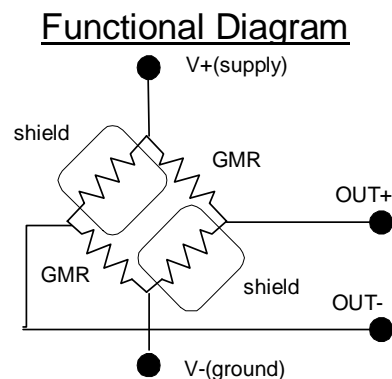 Functional Diagram
V+(supply)
shield
GMR
OUT+
GMR
shield
OUT-
V-(ground)